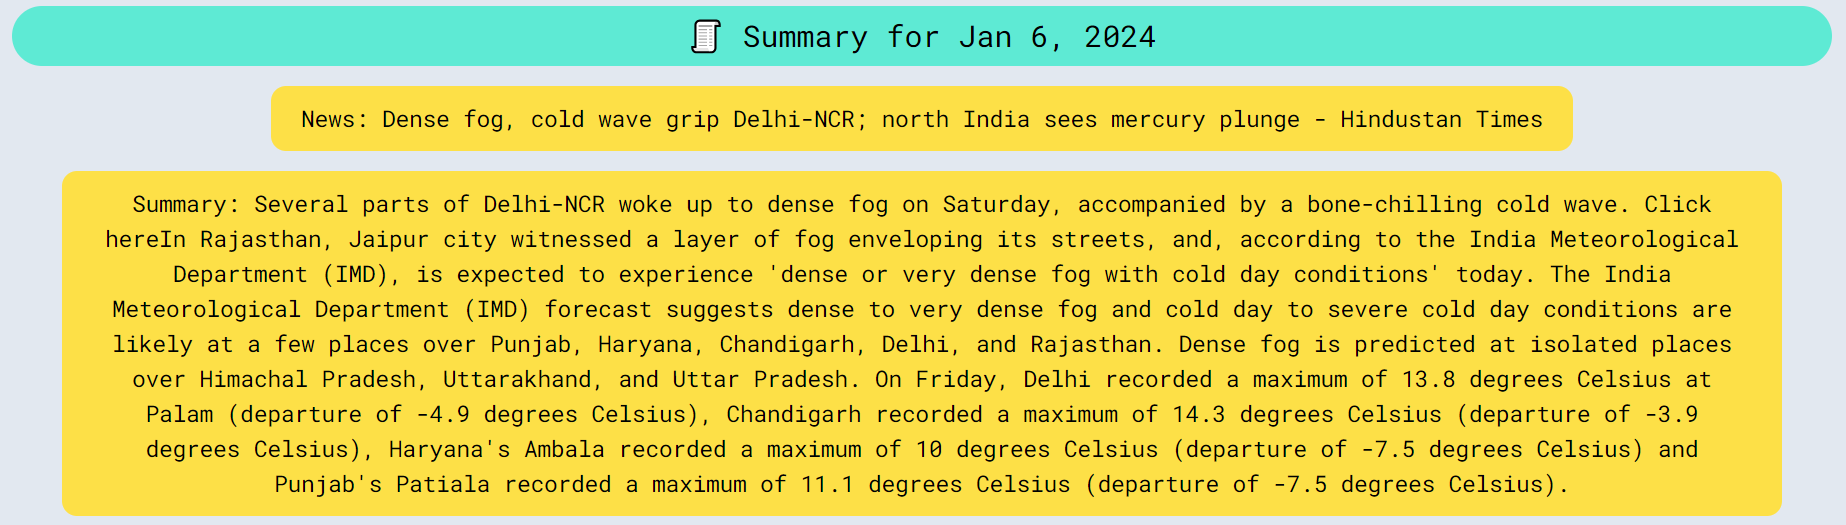 Summary for Jan 6, 2024
News: Dense fog, cold wave grip Delhi-NCR; north India sees mercury plunge - Hindustan Times
Summary: Several parts of Delhi-NCR woke up to dense fog on Saturday, accompanied by a bone-chilling cold wave. Click
hereIn Rajasthan, Jaipur city witnessed a layer of fog enveloping its streets, and, according to the India Meteorological
Department (IMD), is expected to experience 'dense or very dense fog with cold day conditions' today. The India
Meteorological Department (IMD) forecast suggests dense to very dense fog and cold day to severe cold day conditions are
likely at a few places over Punjab, Haryana, Chandigarh, Delhi, and Rajasthan. Dense fog is predicted at isolated places
over Himachal Pradesh, Uttarakhand, and Uttar Pradesh. On Friday, Delhi recorded a maximum of 13.8 degrees Celsius at
Palam (departure of -4.9 degrees Celsius), Chandigarh recorded a maximum of 14.3 degrees Celsius (departure of -3.9
degrees Celsius), Haryana's Ambala recorded a maximum of 10 degrees Celsius (departure of -7.5 degrees Celsius) and
Punjab's Patiala recorded a maximum of 11.1 degrees Celsius (departure of -7.5 degrees Celsius).